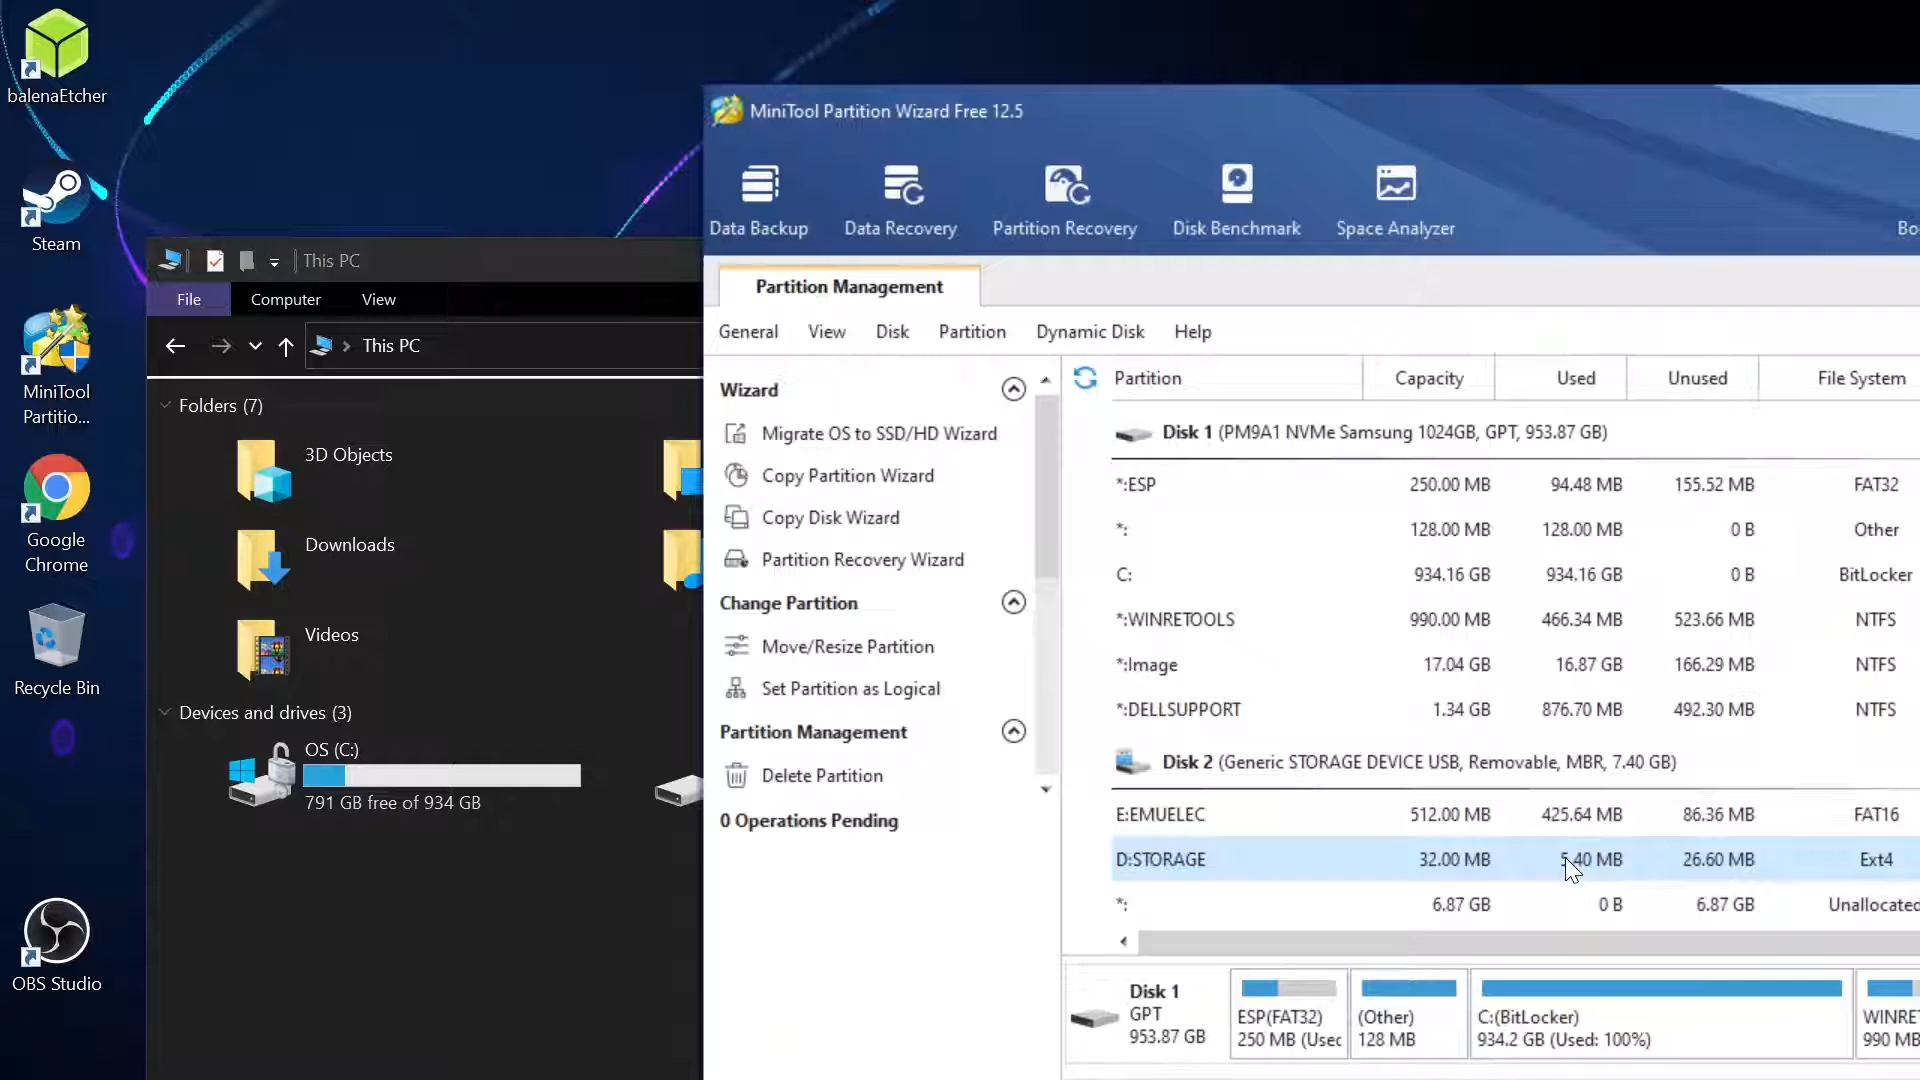 balenaEtcher
Steam
MiniTool
Partitio...
Google
Chrome
Recycle Bin
OBS Studio
This PC
File Computer View
This PC
Folders (7)
3D Objects
Downloads
Videos
Devices and drives (3)
OS (C:)
791 GB free of 934 GB
MiniTool Partition Wizard Free 12.5
Data Backup Data Recovery Partition Recovery Disk Benchmark Space Analyzer Bo
Partition Management
General View Disk Partition Dynamic Disk Help
Wizard
Migrate OS to SSD/HD Wizard
Copy Partition Wizard
Copy Disk Wizard
Partition Recovery Wizard
Change Partition
Move/Resize Partition
Set Partition as Logical
Partition Management
Delete Partition
0 Operations Pending
Partition Capacity Used Unused File System
Disk 1 (PM9A1 NVMe Samsung 1024GB, GPT, 953.87 GB)
*:ESP 250.00 MB 94.48 MB 155.52 MB FAT32
*: 128.00 MB 128.00 MB 0 B Other
C: 934.16 GB 934.16 GB 0 B BitLocker
*:WINRETOOLS 990.00 MB 466.34 MB 523.66 MB NTFS
*:Image 17.04 GB 16.87 GB 166.29 MB NTFS
*:DELLSUPPORT 1.34 GB 876.70 MB 492.30 MB NTFS
Disk 2 (Generic STORAGE DEVICE USB, Removable, MBR, 7.40 GB)
E:EMUELEC 512.00 MB 425.64 MB 86.36 MB FAT16
D:STORAGE 32.00 MB 5.40 MB 26.60 MB Ext4
*: 6.87 GB 0 B 6.87 GB Unallocated
Disk 1
GPT
953.87 GB
ESP(FAT32)
250 MB (Used
(Other)
128 MB
C:(BitLocker)
934.2 GB (Used: 100%)
WINRE
990 MB